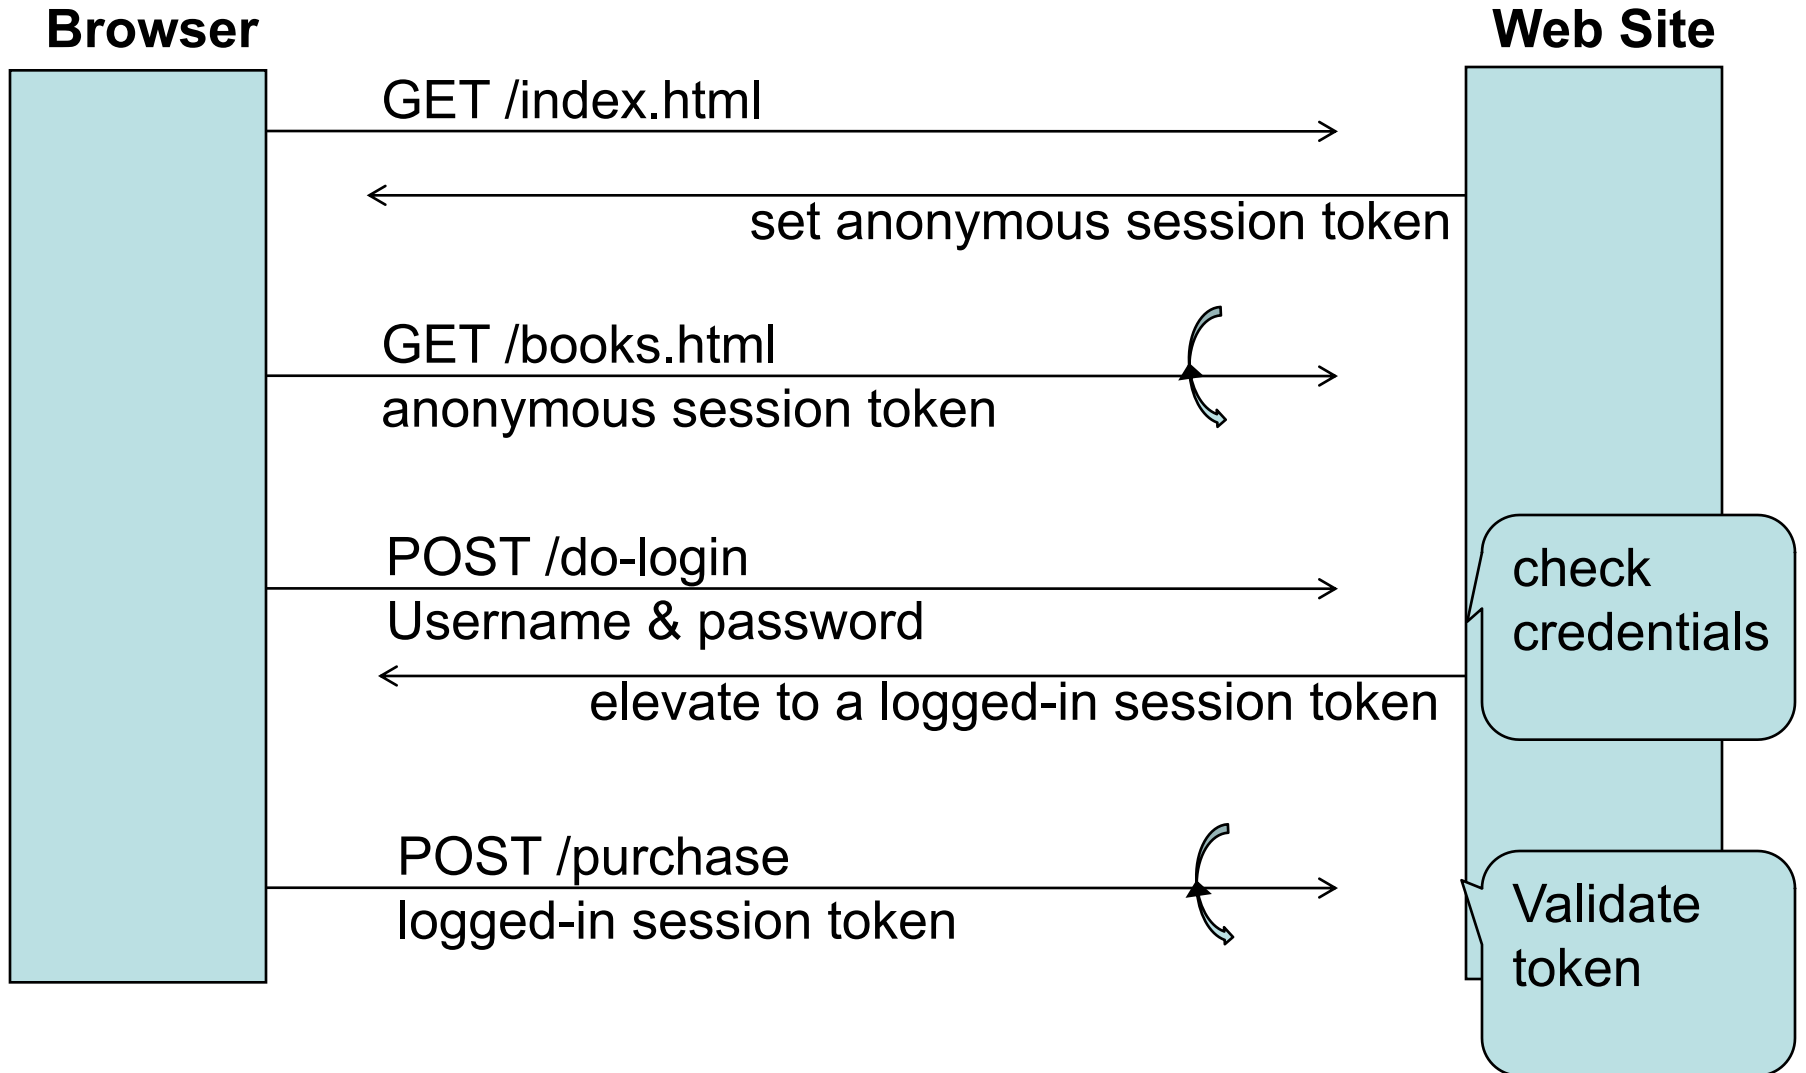 Browser
Web Site
GET /index.html
set anonymous session token
GET /books.html
anonymous session token
POST /do-login
Username & password
check
credentials
elevate to a logged-in session token
POST /purchase
logged-in session token
Validate
token